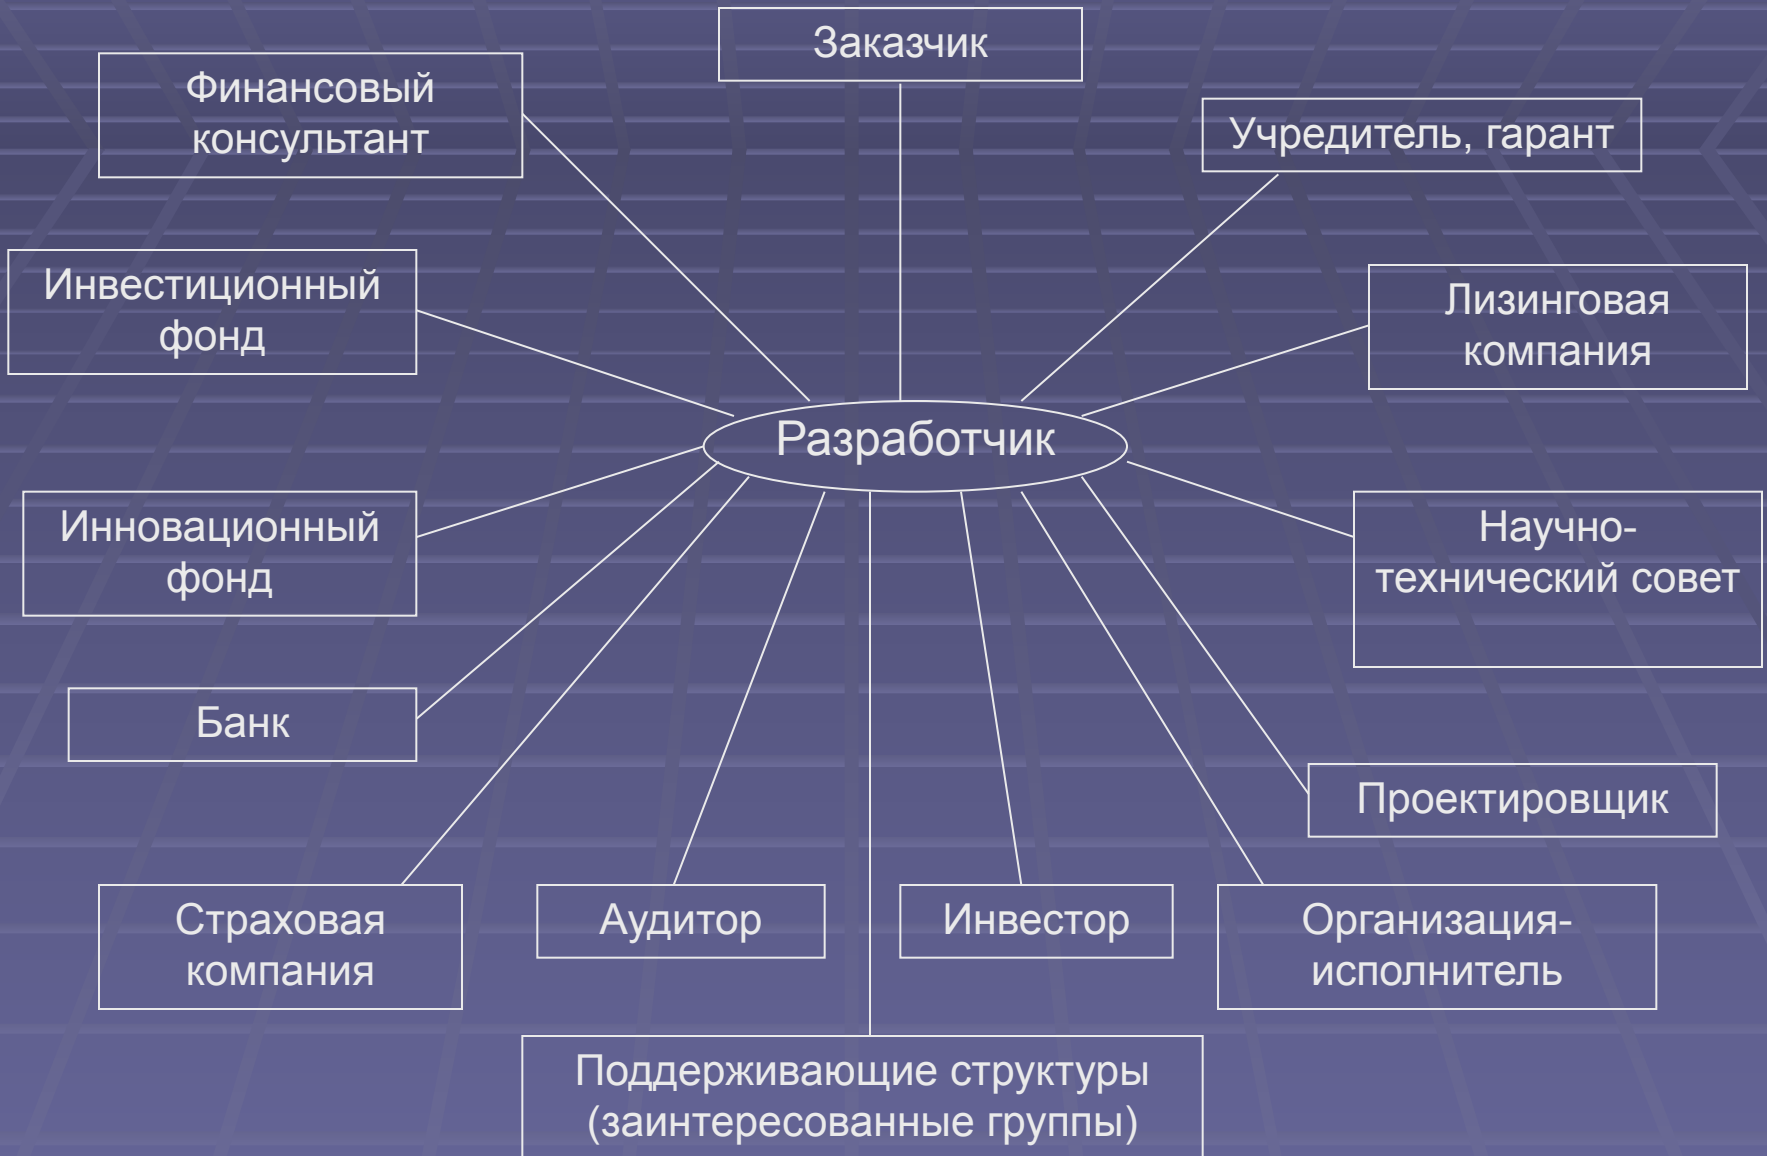 Заказчик
Финансовый
консультант
Учредитель, гарант
Инвестиционный
фонд
Лизинговая
компания
Разработчик
Инновационный
фонд
Научно-
технический совет
Банк
Проектировщик
Страховая
компания
Аудитор
Инвестор
Организация-
исполнитель
Поддерживающие структуры
(заинтересованные группы)